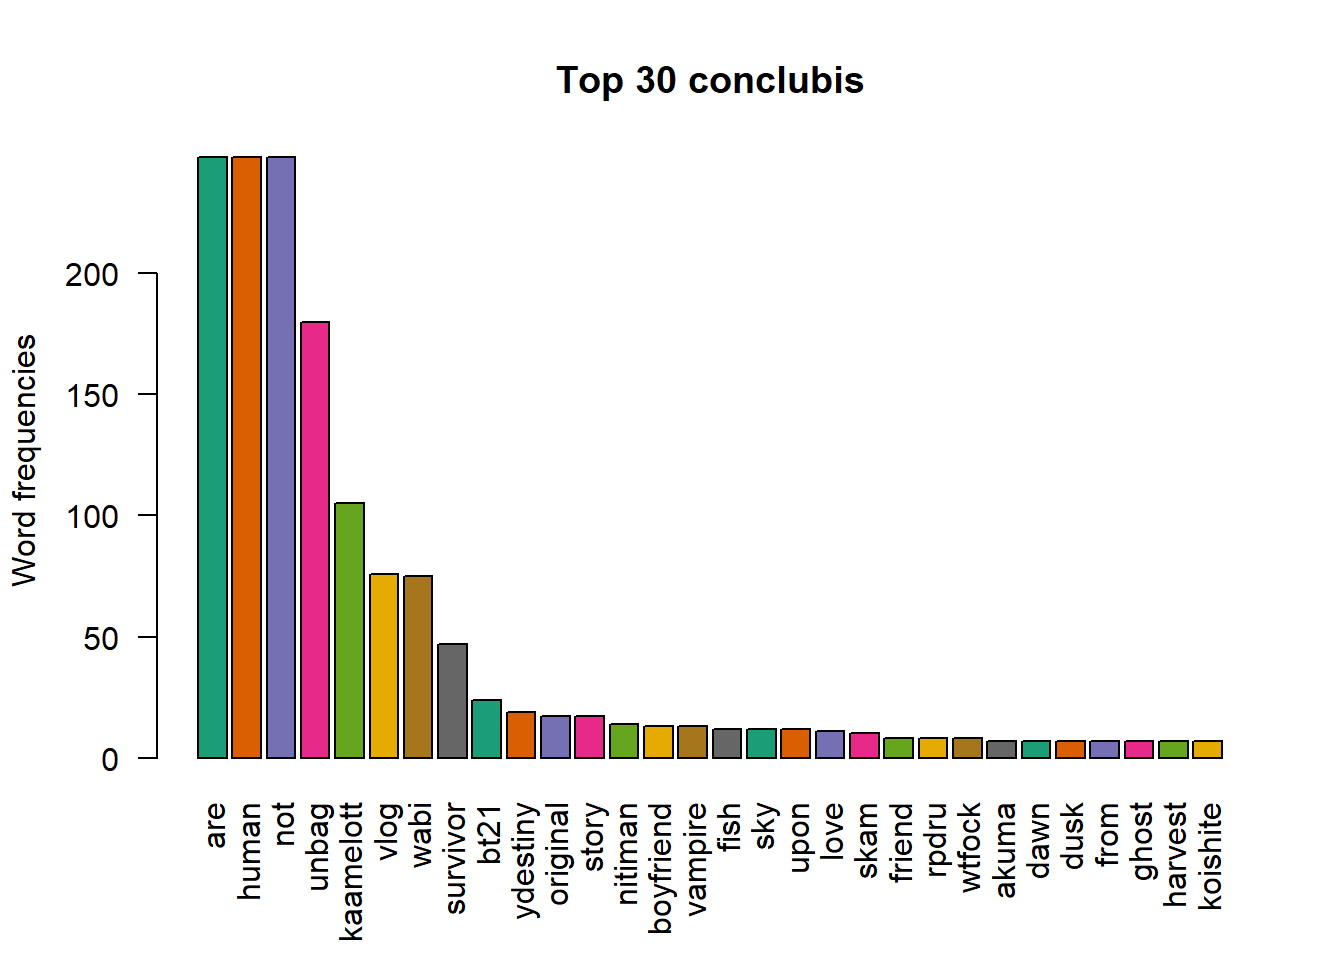 Top 30 conclubis
Word frequencies
200
150
100
50
0
are
human
not
unbag
kaamelott
vlog
wabi
survivor
bt21
ydestiny
original
story
nitiman
boyfriend
vampire
fish
sky
upon
love
skam
friend
rpdru
wtfock
akuma
dawn
dusk
from
ghost
harvest
koishite